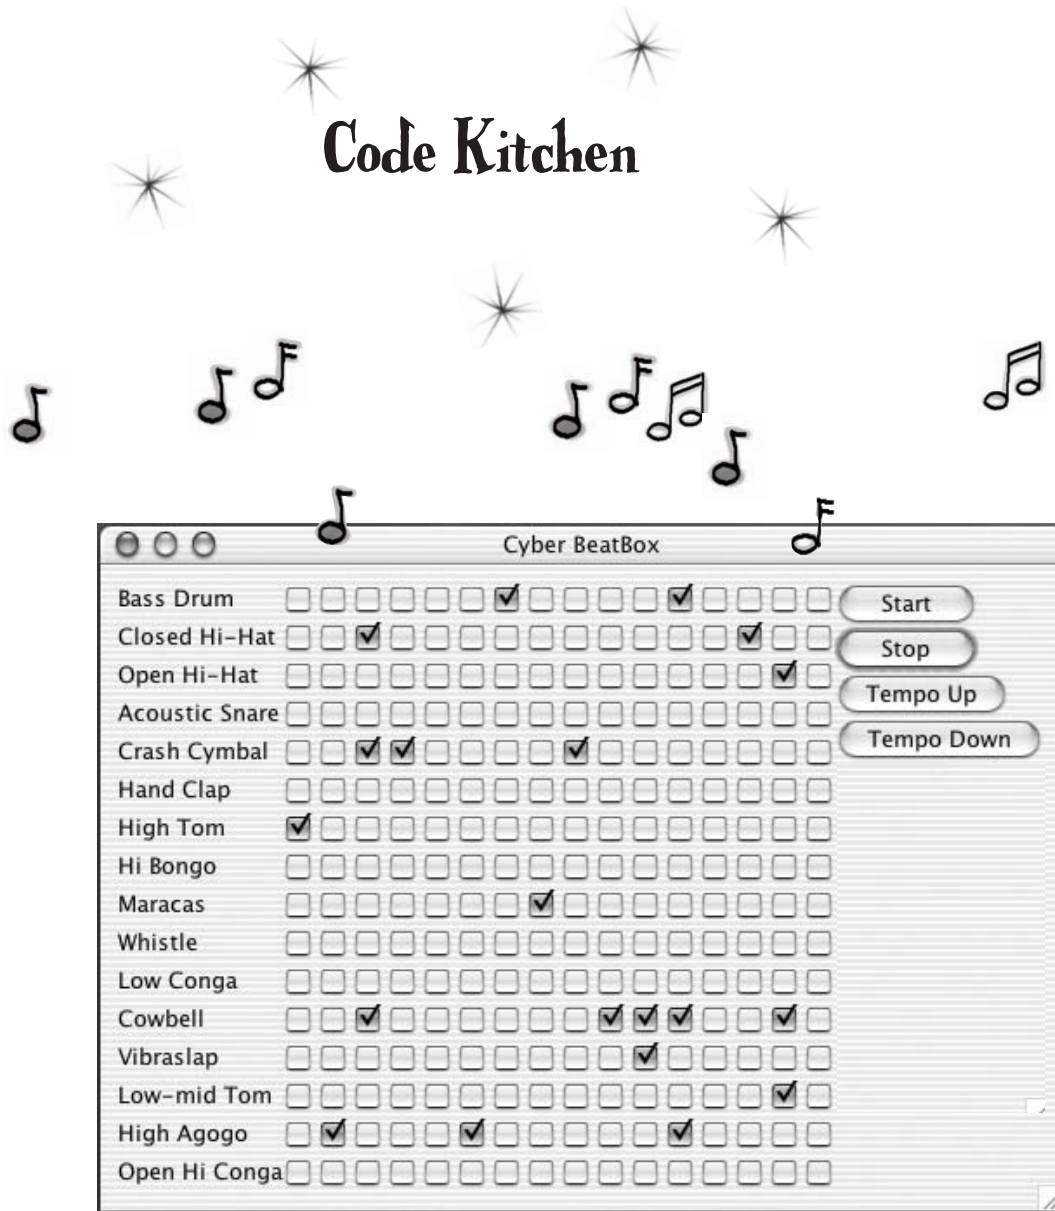 Code Kitchen
Cyber BeatBox
Bass Drum
Closed Hi-Hat
Open Hi-Hat
Acoustic Snare
Crash Cymbal
Hand Clap
High Tom
Hi Bongo
Maracas
Whistle
Low Conga
Cowbell
Vibraslap
Low-mid Tom
High Agogo
Open Hi Conga
Start
Stop
Tempo Up
Tempo Down